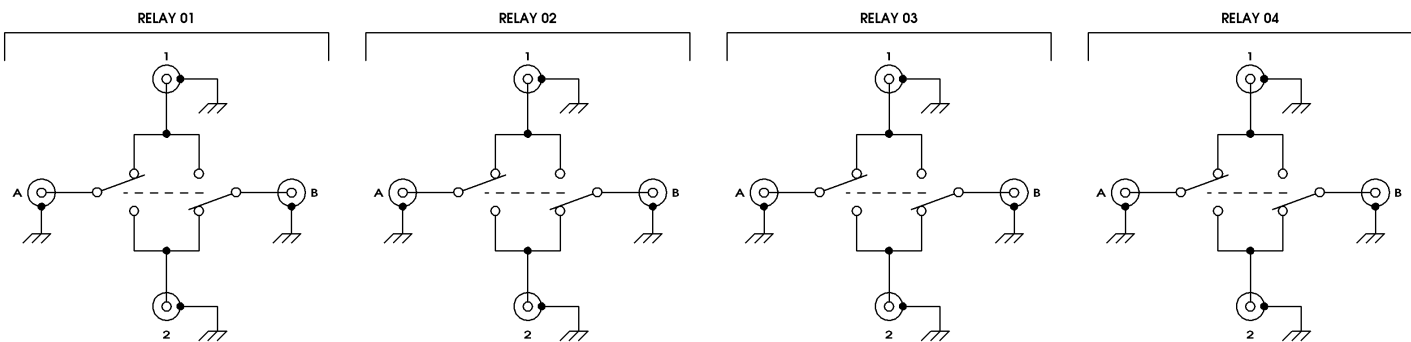 RELAY 01 RELAY 02 RELAY 03 RELAY 04
1 1 1 1
A B A B A B A B
2 2 2 2